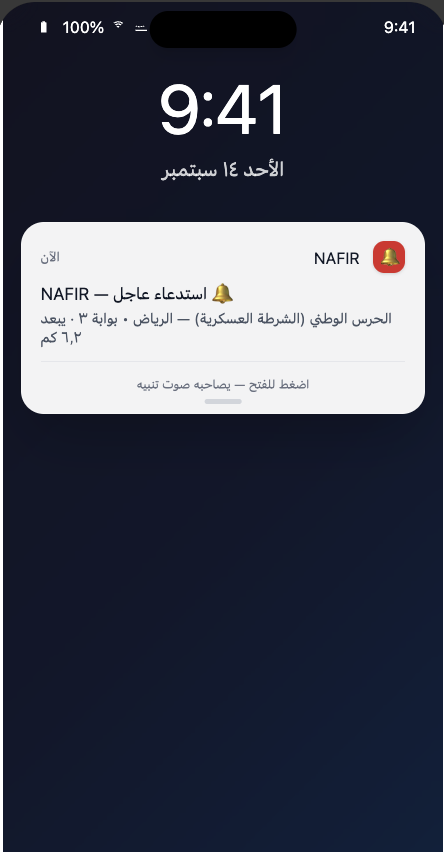 100%
9:41
9:41
الأحد ١٤ سبتمبر
NAFIR
الآن
🔔 استدعاء عاجل — NAFIR
الحرس الوطني (الشرطة العسكرية) — الرياض • بوابة ٣ · يبعد
٦,٢ كم
اضغط للفتح — يصاحبه صوت تنبيه